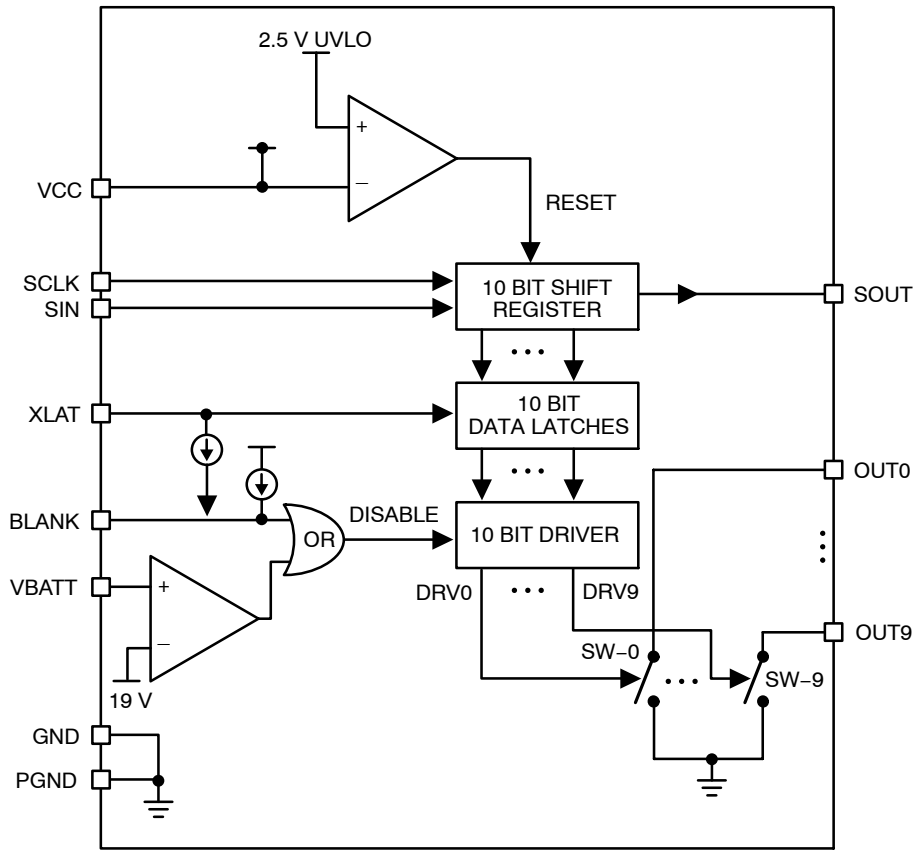 2.5 V UVLO
+
−
VCC
RESET
SCLK
SIN
10 BIT SHIFT
REGISTER
SOUT
XLAT
10 BIT
DATA LATCHES
OUT0
BLANK
OR
DISABLE
10 BIT DRIVER
VBATT
+
−
19 V
DRV0
DRV9
OUT9
SW−0
SW−9
GND
PGND